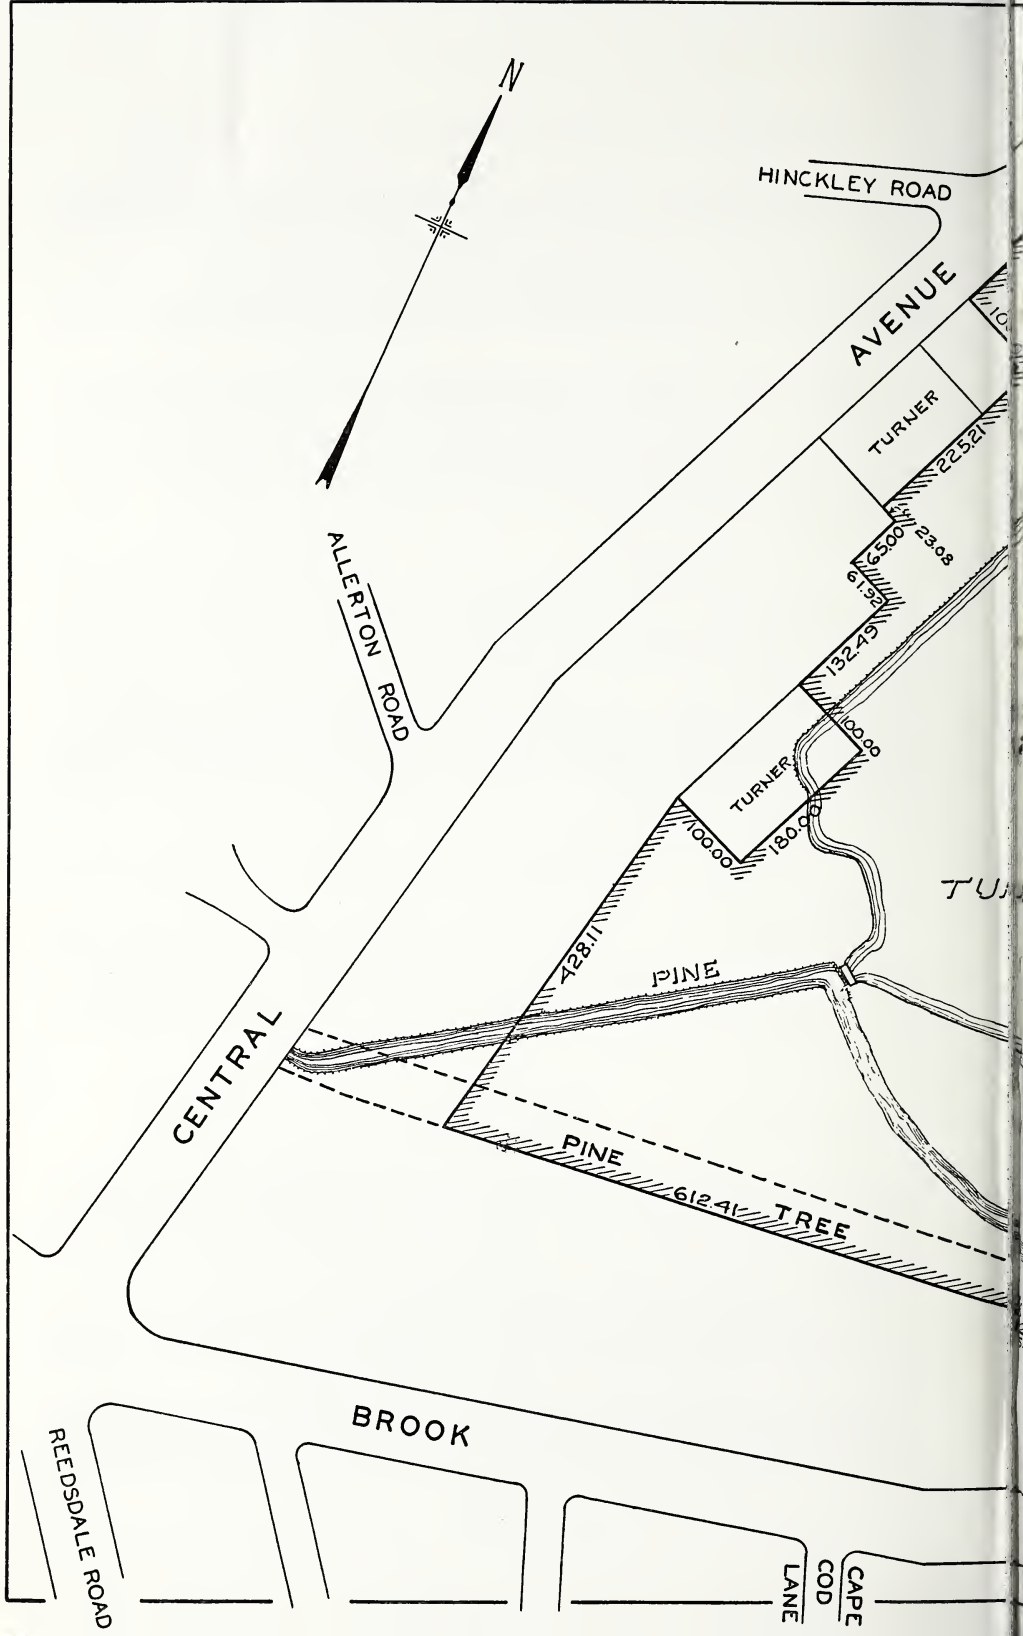 N
HINCKLEY ROAD
AVENUE
TURNER
225.21
23.08
65.00
61.92
132.49
ALLERTON ROAD
100.00
TURNER
180.00
100.00
428.11
PINE
CENTRAL
PINE
612.41
TREE
BROOK
REEDSDALE ROAD
CAPE
COD
LANE